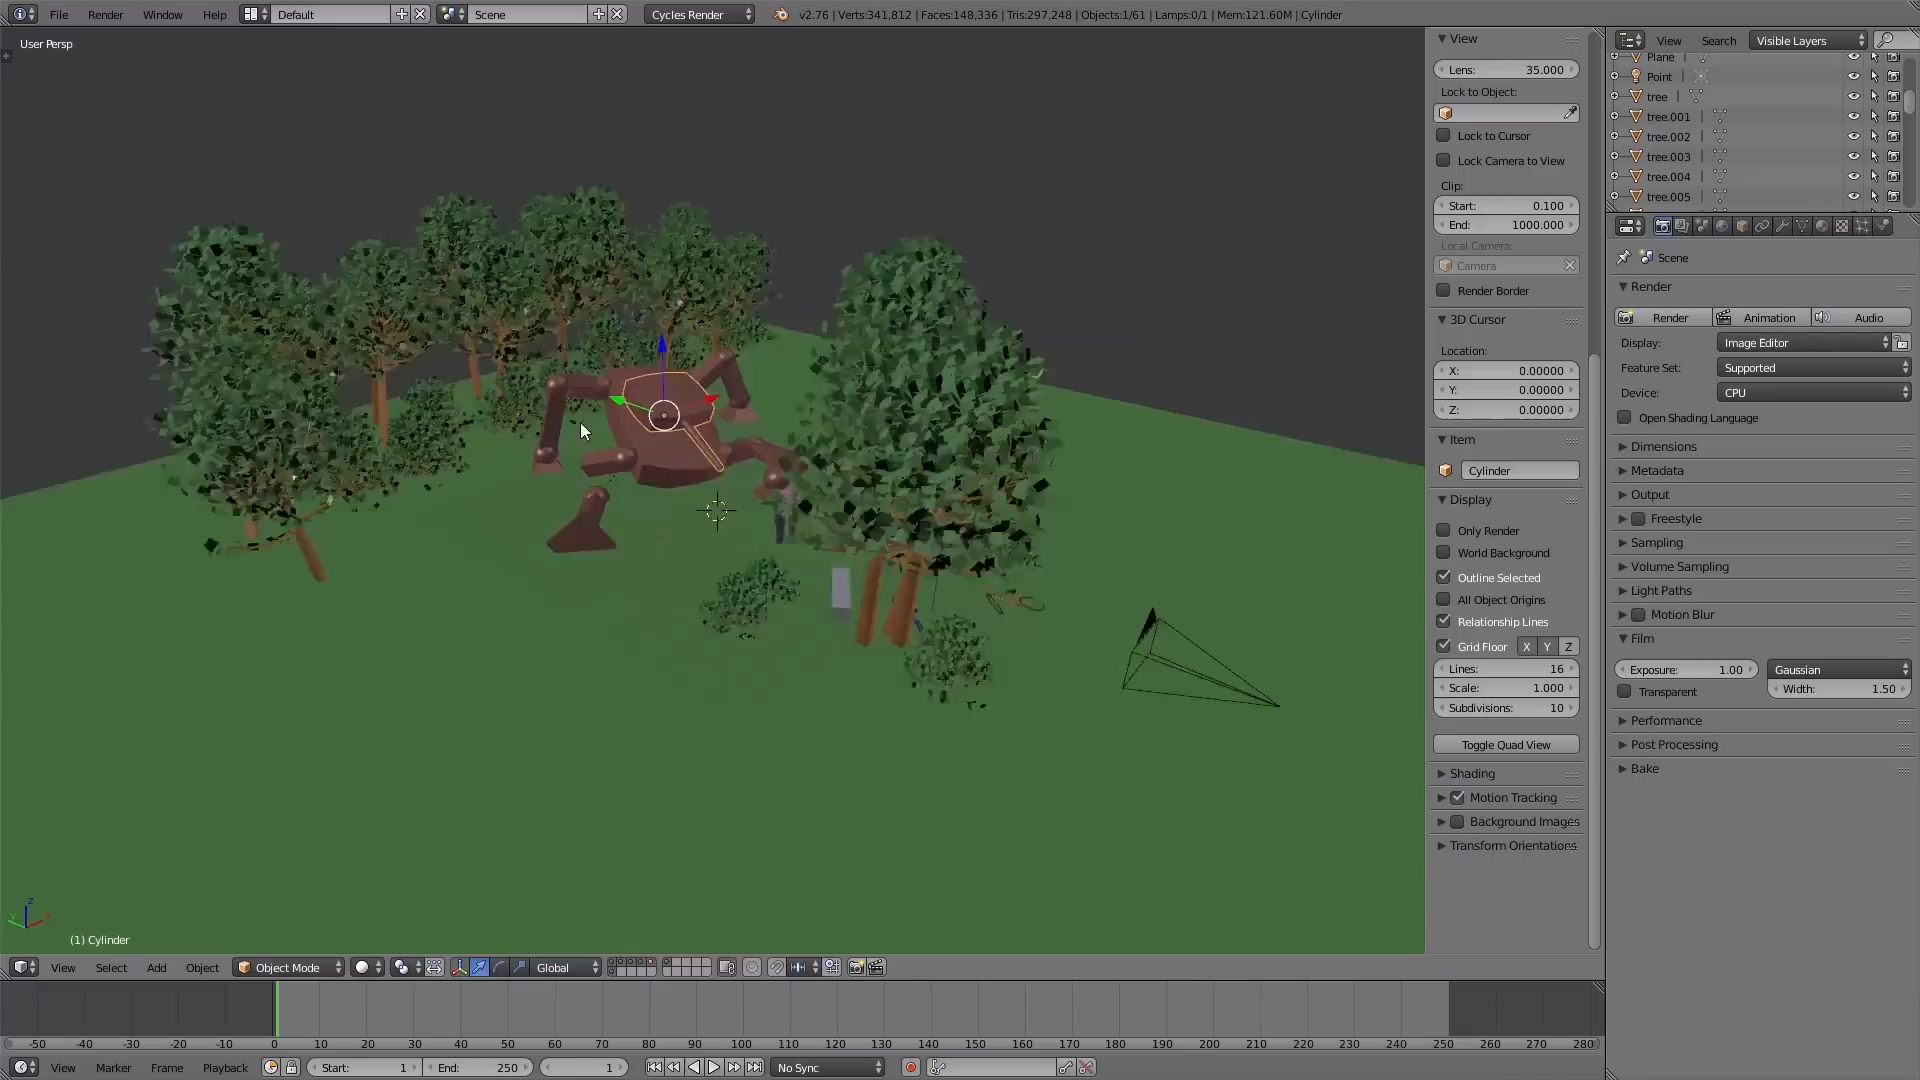 File Render Window Help Default Scene Cycles Render v2.76 | Verts:341,812 | Faces:148,336 | Tris:297,248 | Objects:1/61 | Lamps:0/1 | Mem:121.60M | Cylinder
User Persp
(1) Cylinder
View
Lens: 35.000
Lock to Object:
Lock to Cursor
Lock Camera to View
Clip:
Start: 0.100
End: 1000.000
Local Camera:
Camera
Render Border
3D Cursor
Location:
X: 0.00000
Y: 0.00000
Z: 0.00000
Item
Cylinder
Display
Only Render
World Background
Outline Selected
All Object Origins
Relationship Lines
Grid Floor X Y Z
Lines: 16
Scale: 1.000
Subdivisions: 10
Toggle Quad View
Shading
Motion Tracking
Background Images
Transform Orientations
View Search Visible Layers
Plane
Point
tree
tree.001
tree.002
tree.003
tree.004
tree.005
Scene
Render
Render Animation Audio
Display: Image Editor
Feature Set: Supported
Device: CPU
Open Shading Language
Dimensions
Metadata
Output
Freestyle
Sampling
Volume Sampling
Light Paths
Motion Blur
Film
Exposure: 1.00 Gaussian
Transparent Width: 1.50
Performance
Post Processing
Bake
View Select Add Object Object Mode Global
-50 -40 -30 -20 -10 0 10 20 30 40 50 60 70 80 90 100 110 120 130 140 150 160 170 180 190 200 210 220 230 240 250 260 270 280
View Marker Frame Playback Start: 1 End: 250 1 No Sync